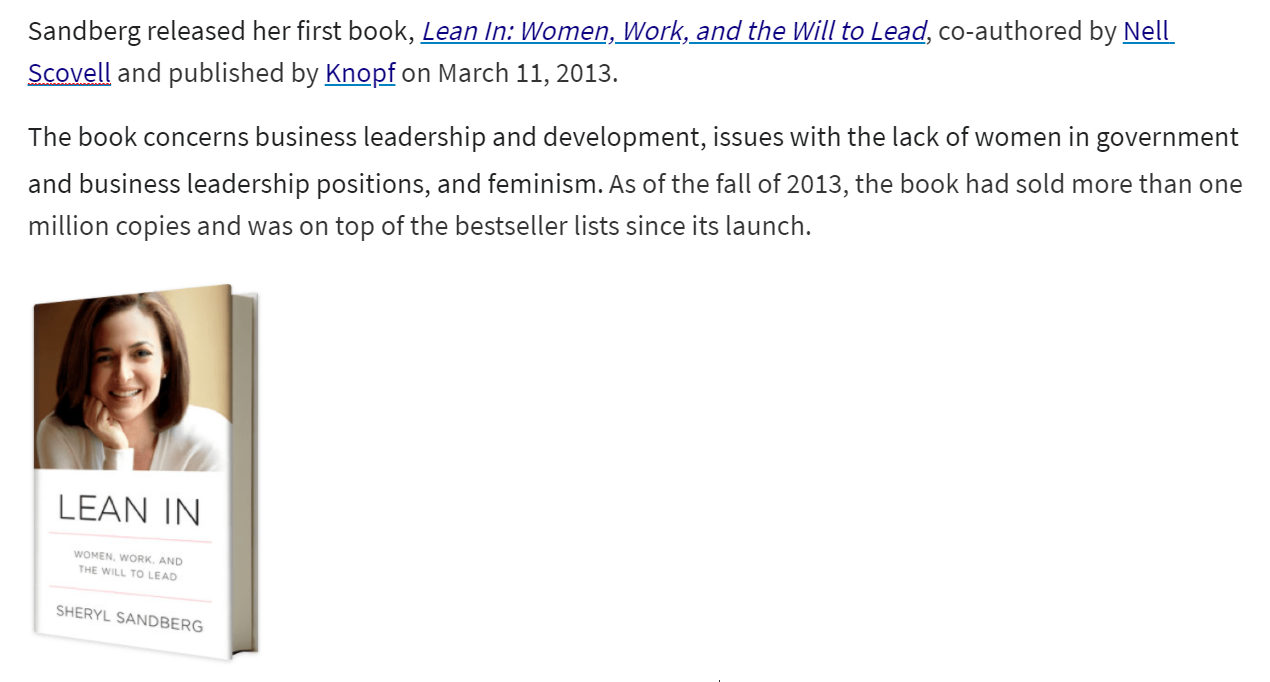 Sandberg released her first book, Lean In: Women, Work, and the Will to Lead, co-authored by Nell
Scovell and published by Knopf on March 11, 2013.
The book concerns business leadership and development, issues with the lack of women in government
and business leadership positions, and feminism. As of the fall of 2013, the book had sold more than one
million copies and was on top of the bestseller lists since its launch.
LEAN IN
WOMEN, WORK, AND
THE WILL TO LEAD
SHERYL SANDBERG